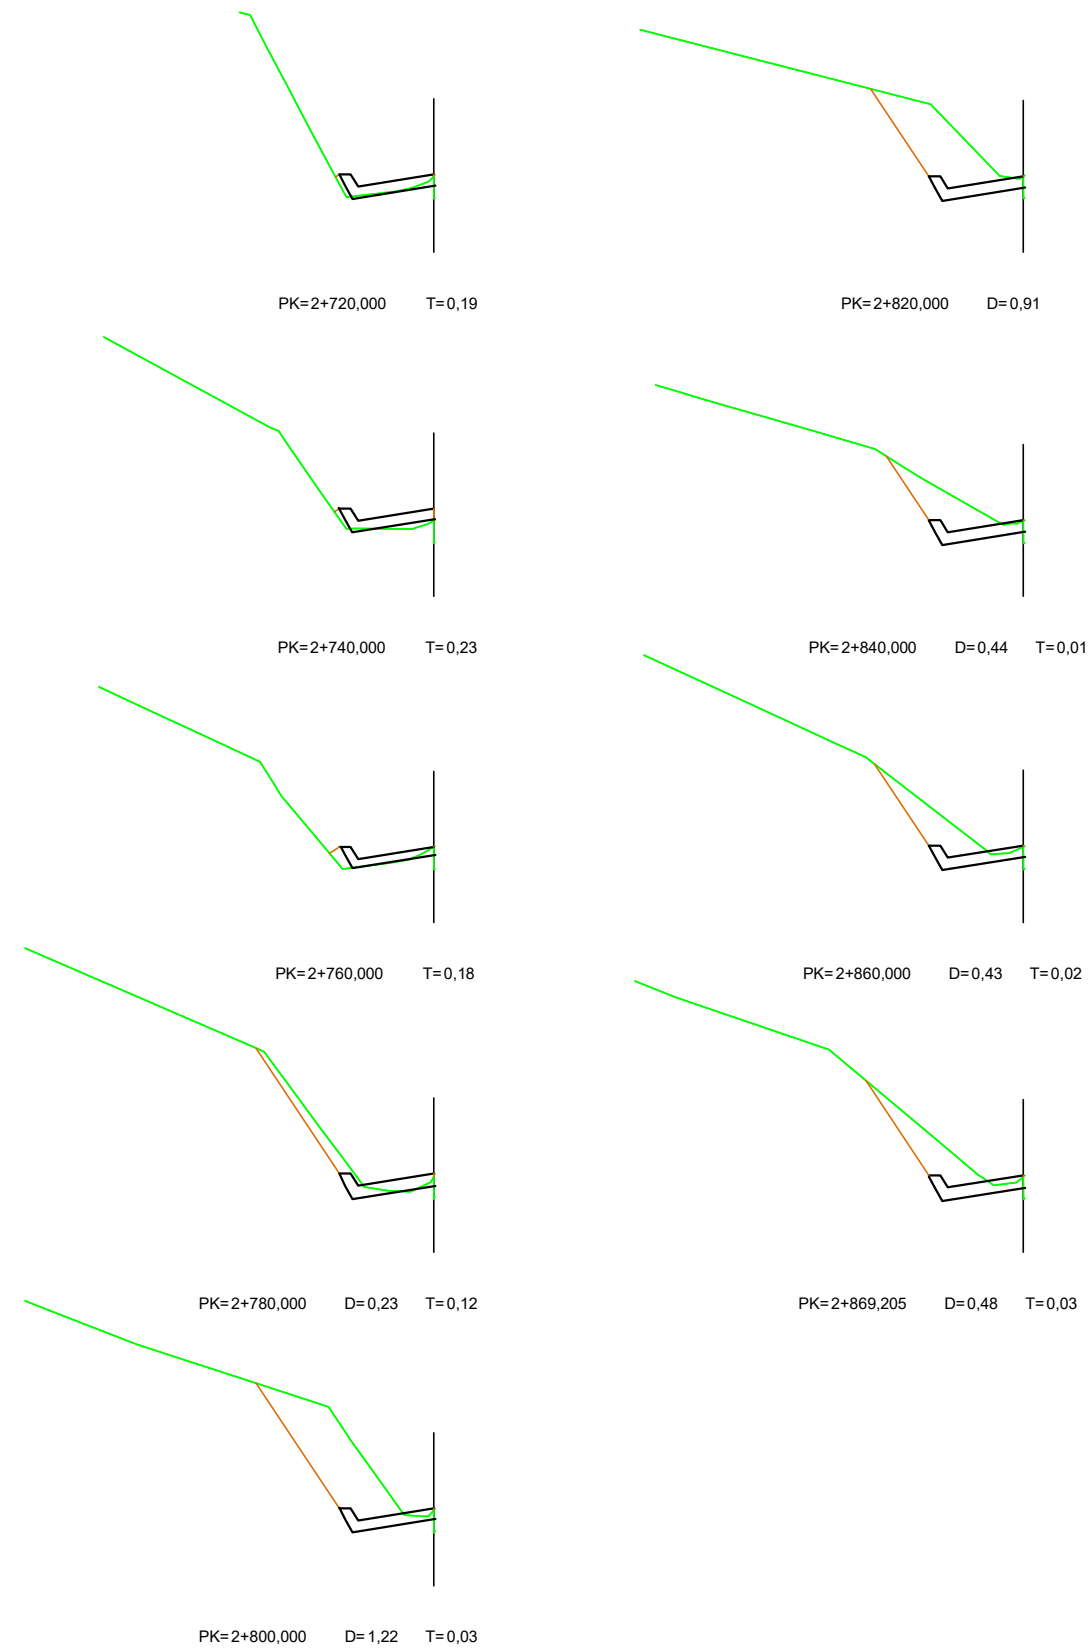 PK=2+720,000 T=0,19
PK=2+740,000 T=0,23
PK=2+760,000 T=0,18
PK=2+780,000 D=0,23 T=0,12
PK=2+800,000 D=1,22 T=0,03
PK=2+820,000 D=0,91
PK=2+840,000 D=0,44 T=0,01
PK=2+860,000 D=0,43 T=0,02
PK=2+869,205 D=0,48 T=0,03